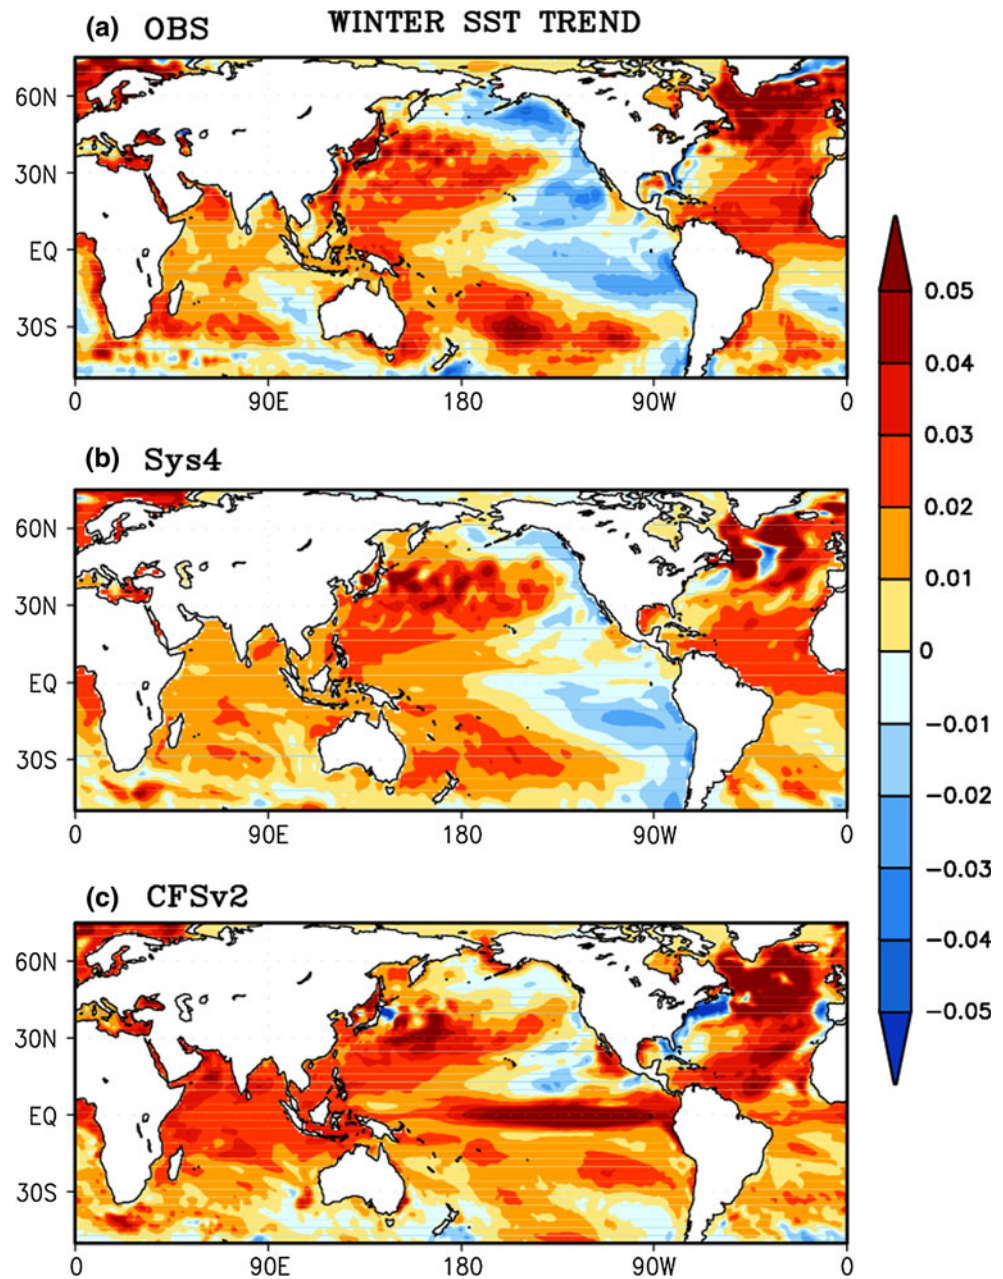 (a) OBS WINTER SST TREND
60N
30N
EQ
30S
0 90E 180 90W 0
(b) Sys4
60N
30N
EQ
30S
0 90E 180 90W 0
(c) CFSv2
60N
30N
EQ
30S
0 90E 180 90W 0
0.05
0.04
0.03
0.02
0.01
0
−0.01
−0.02
−0.03
−0.04
−0.05